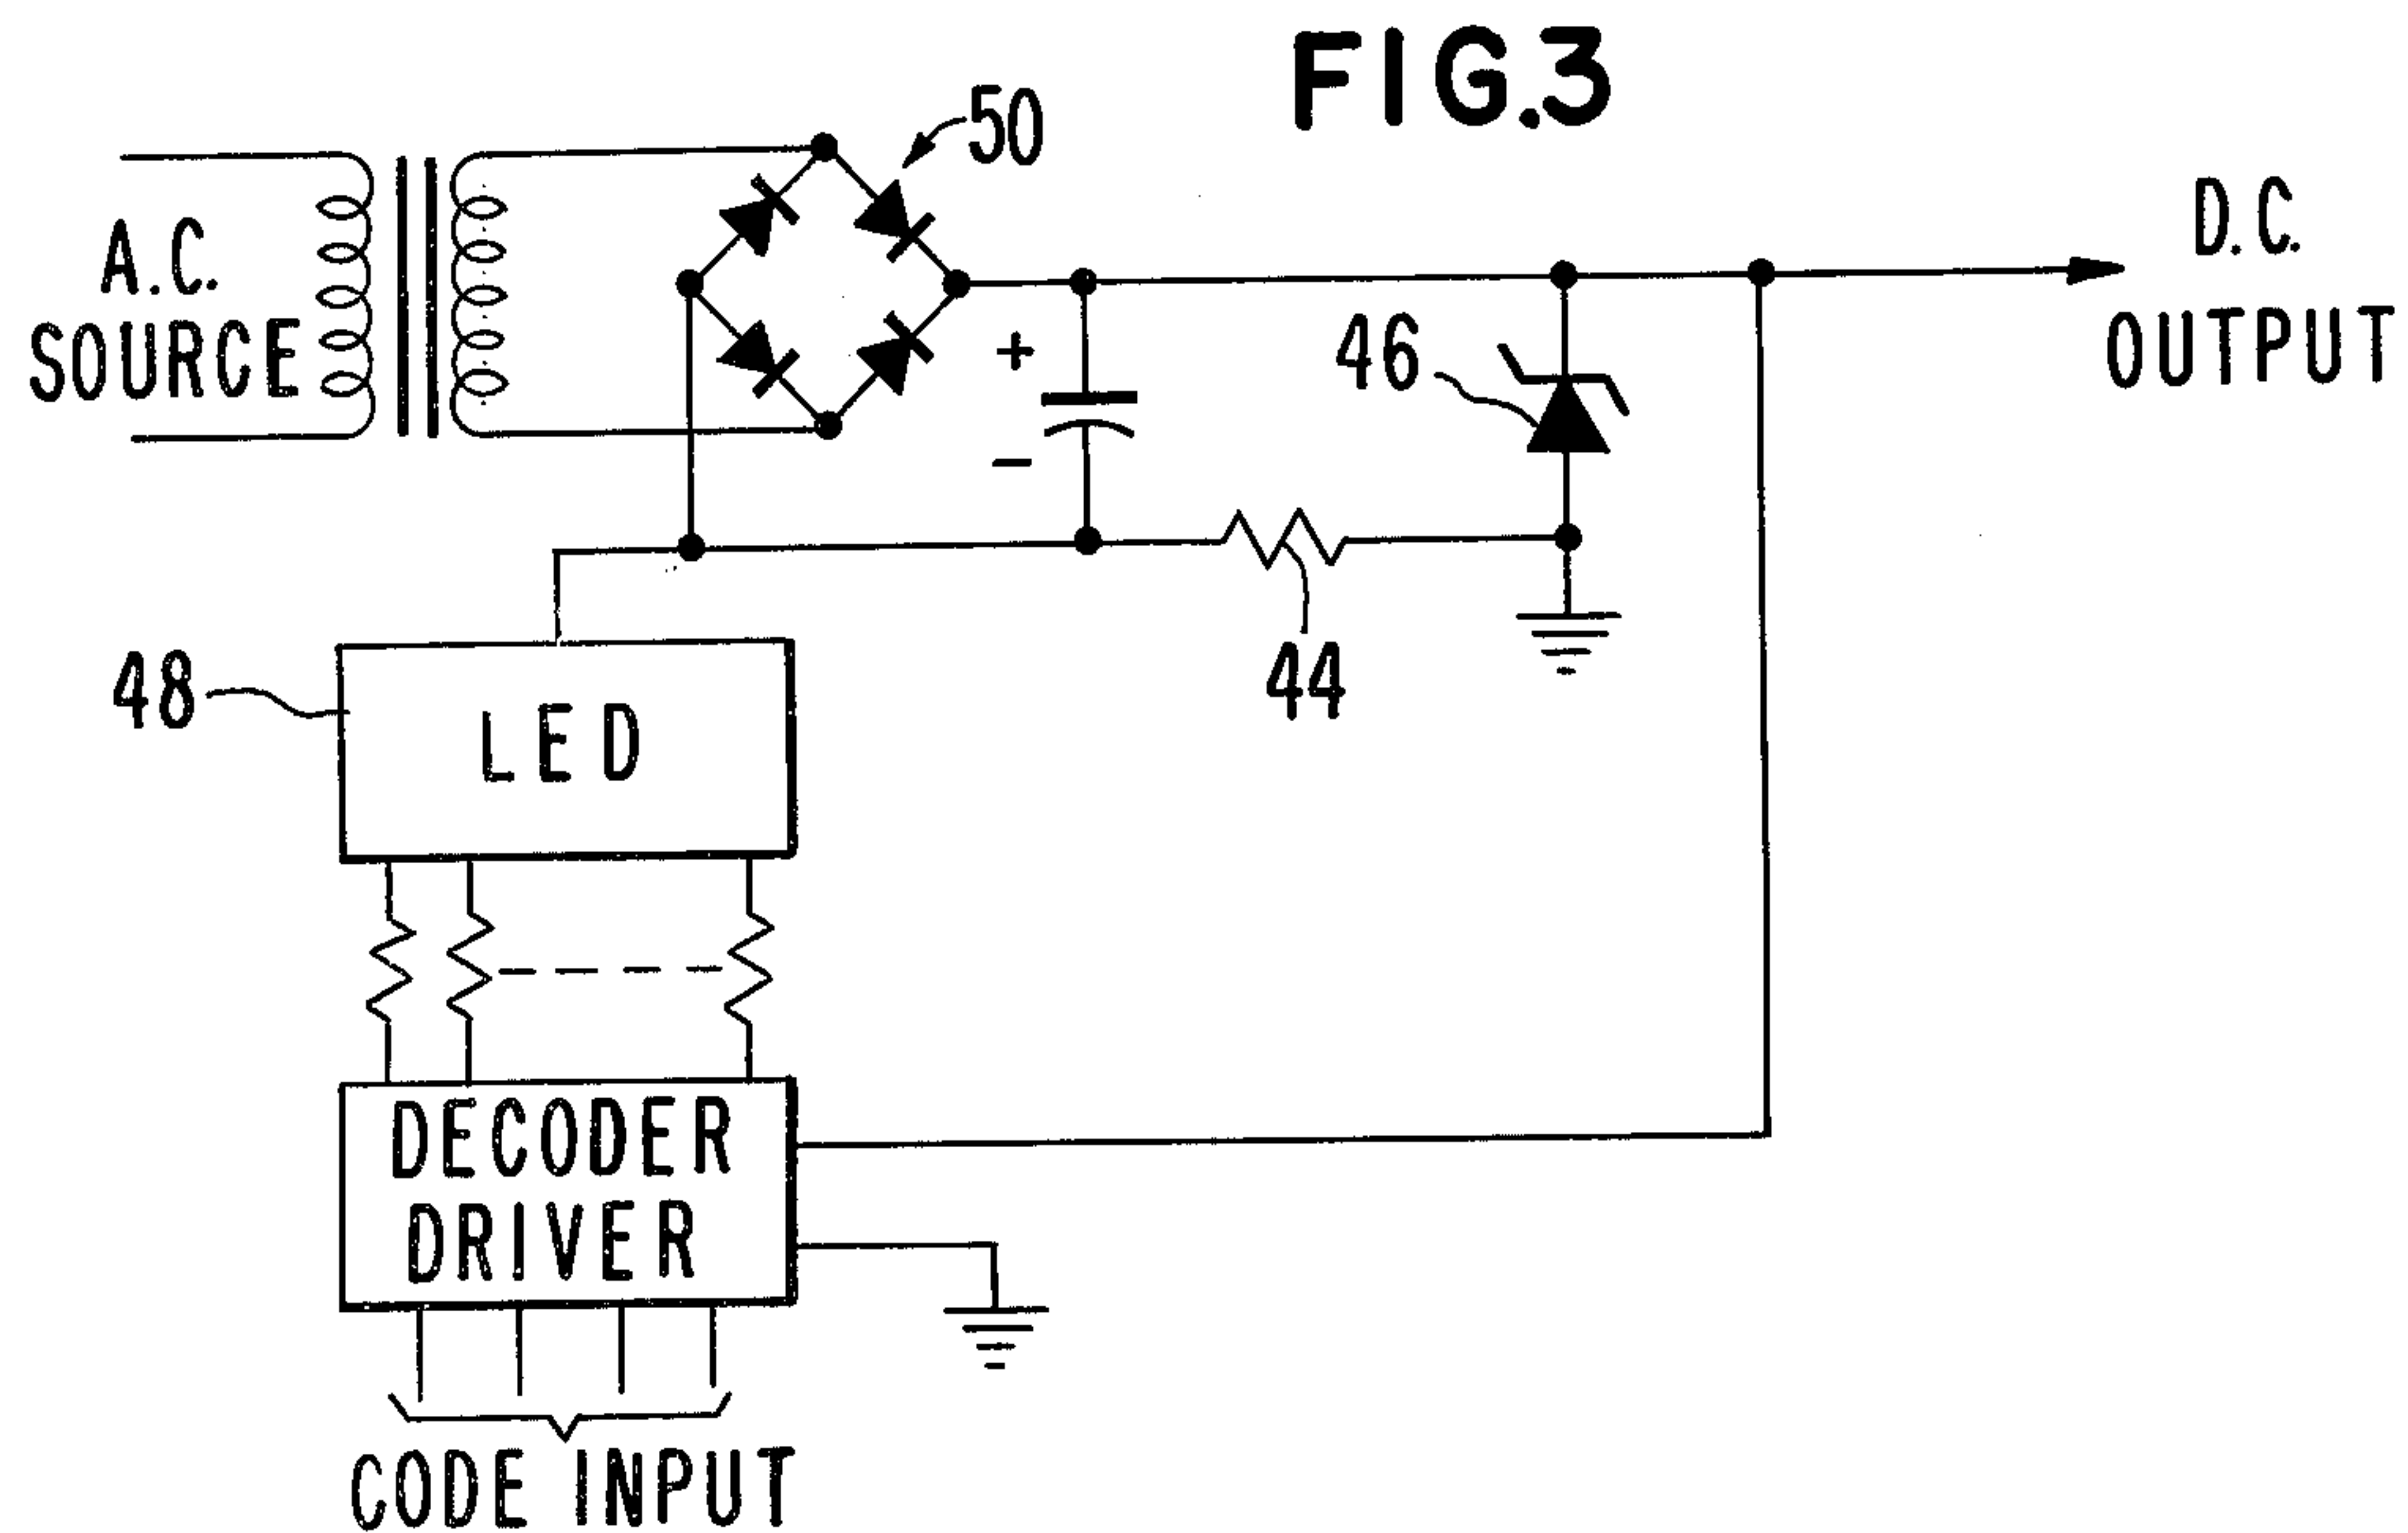 FIG.3
50
A.C.
SOURCE
D.C.
OUTPUT
+
46
-
44
48
LED
DECODER
DRIVER
CODE INPUT